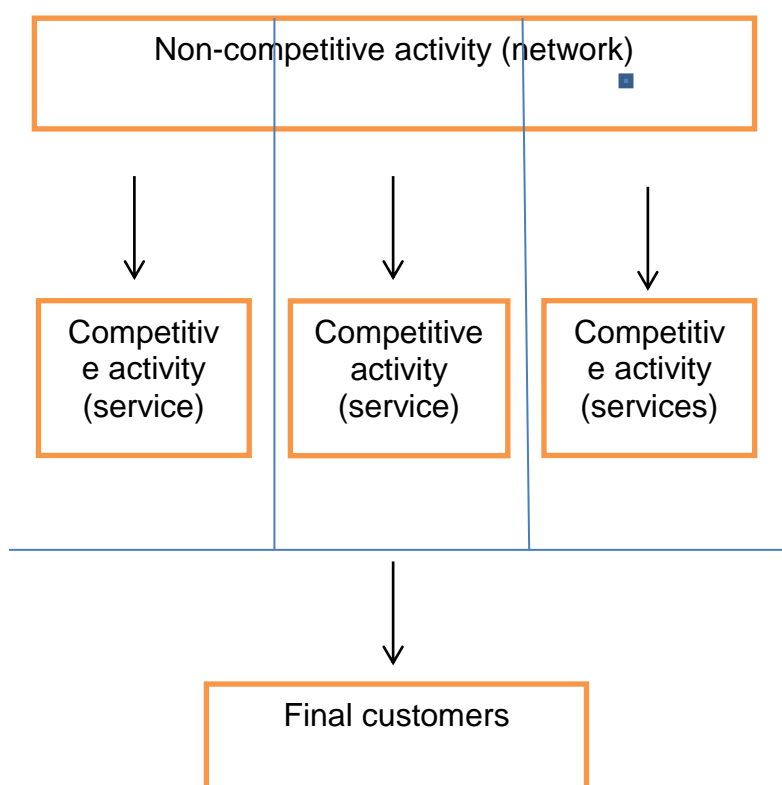 Non-competitive activity (network)
Competitiv
e activity
(service)
Competitive
activity
(service)
Competitiv
e activity
(services)
Final customers